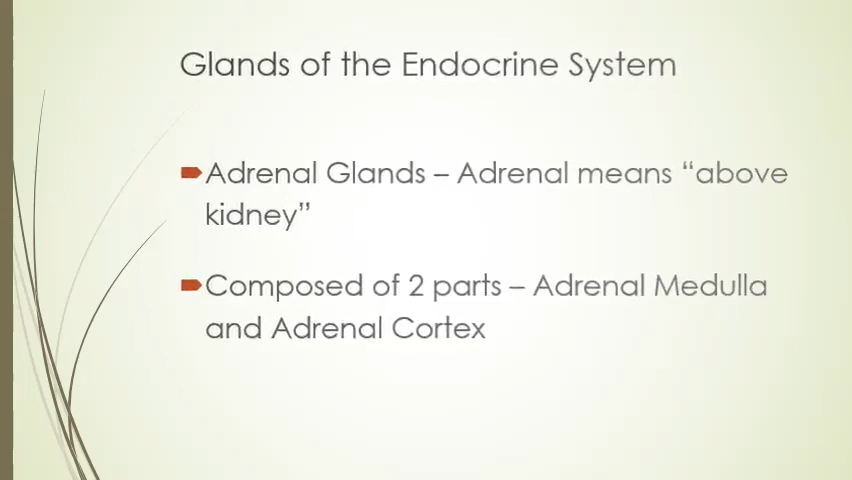 Glands of the Endocrine System
Adrenal Glands – Adrenal means “above
kidney”
Composed of 2 parts – Adrenal Medulla
and Adrenal Cortex